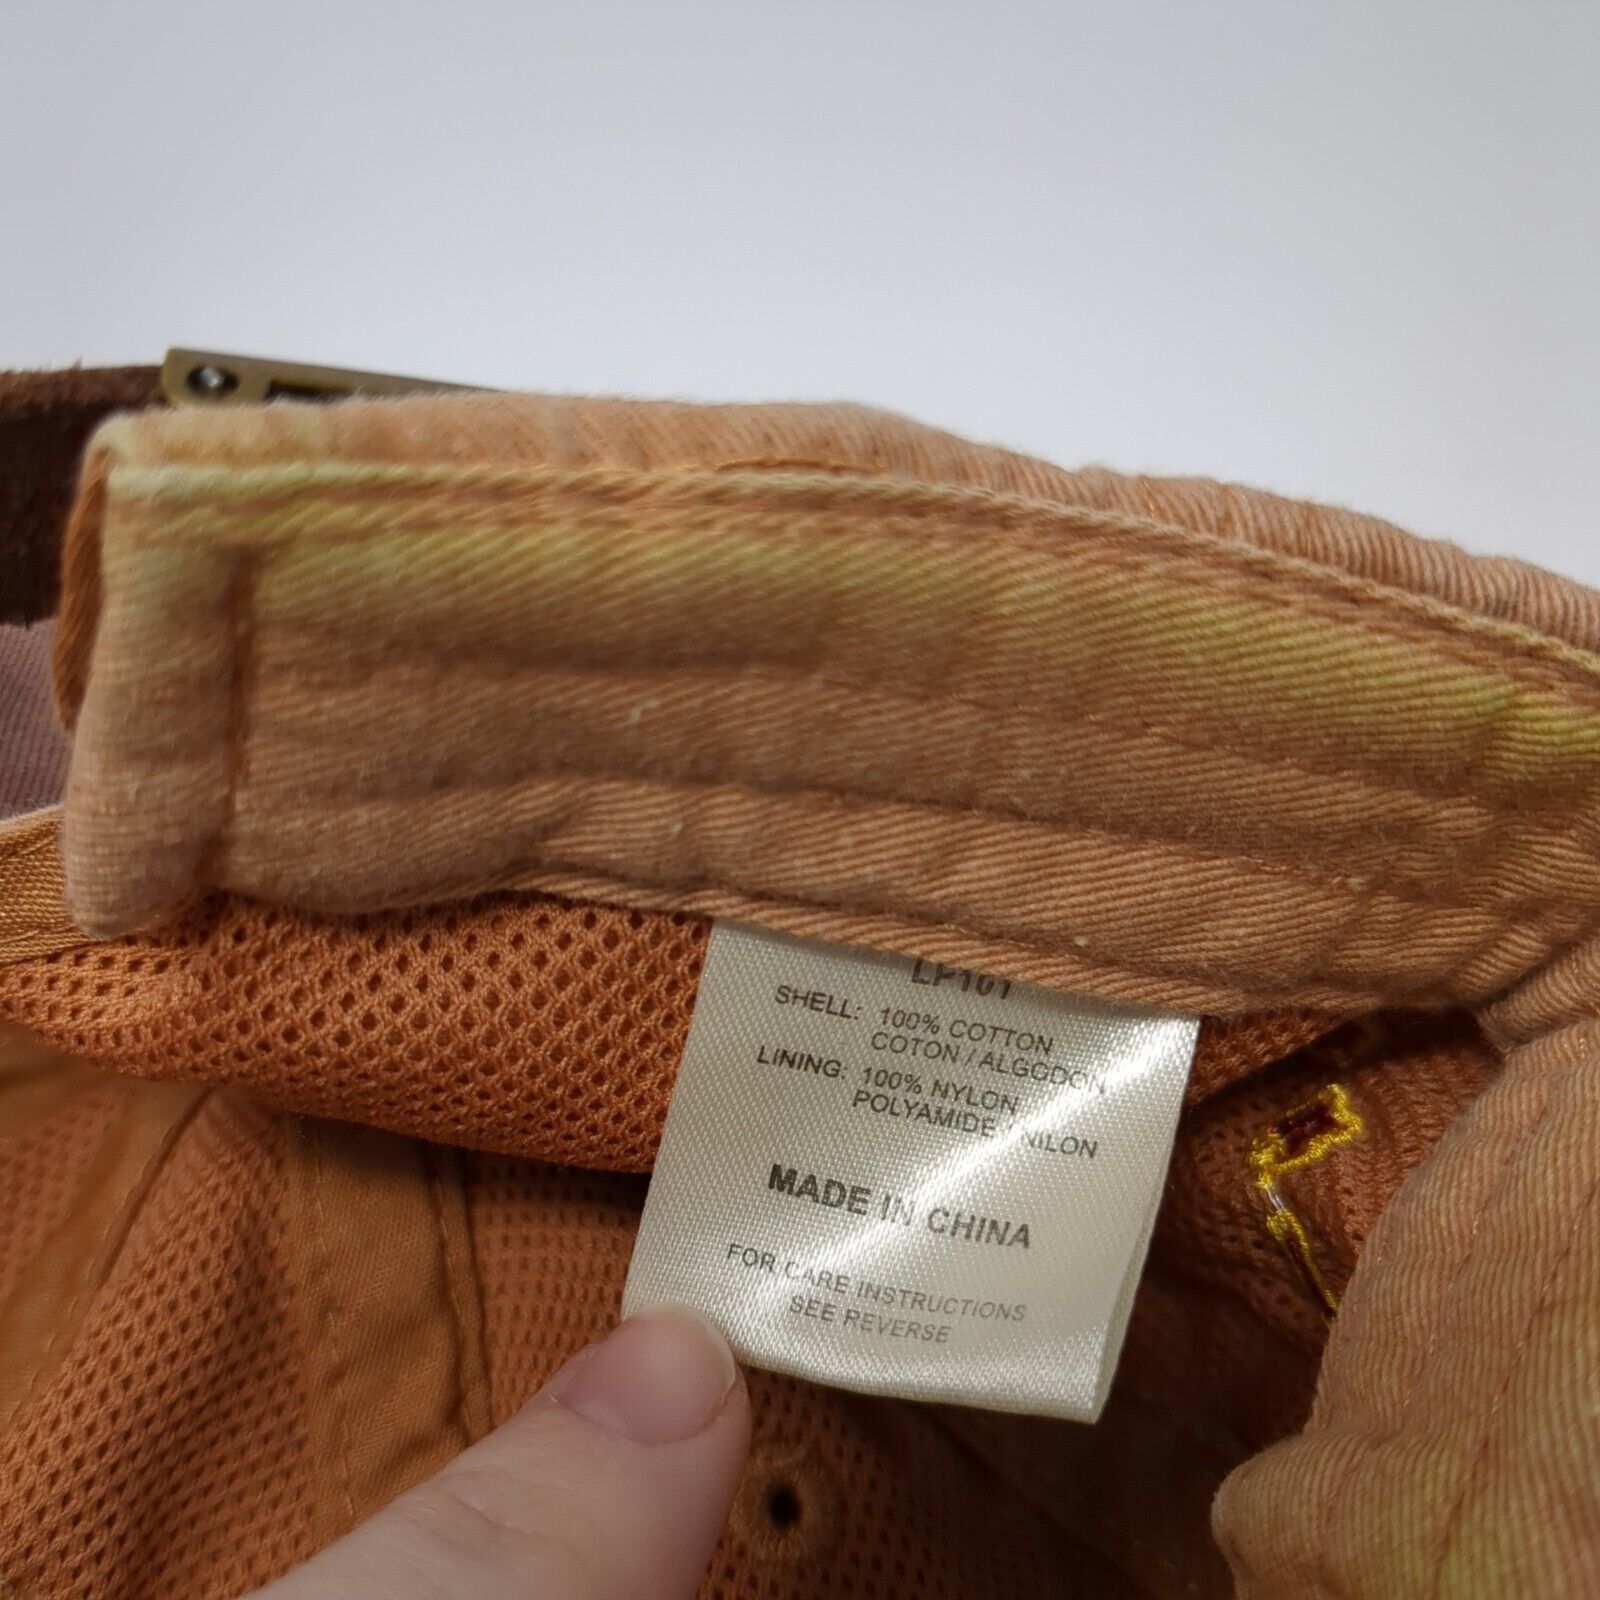 LP101
SHELL: 100% COTTON
COTON / ALGODON
LINING: 100% NYLON
POLYAMIDE / NILON
MADE IN CHINA
FOR CARE INSTRUCTIONS
SEE REVERSE